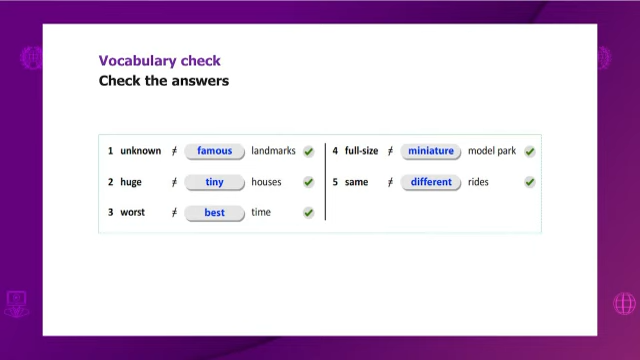 Vocabulary check
Check the answers
1 unknown ≠ famous landmarks
2 huge ≠ tiny houses
3 worst ≠ best time
4 full-size ≠ miniature model park
5 same ≠ different rides